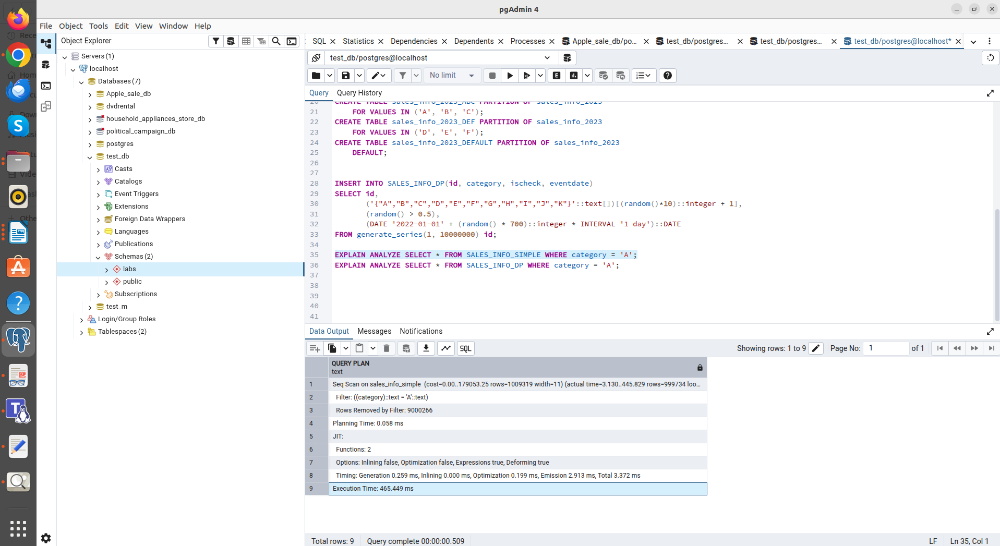 pgAdmin 4
File Object Tools Edit View Window Help
Object Explorer
Servers (1)
localhost
Databases (7)
Apple_sale_db
dvdrental
household_appliances_store_db
political_campaign_db
postgres
test_db
Casts
Catalogs
Event Triggers
Extensions
Foreign Data Wrappers
Languages
Publications
Schemas (2)
labs
public
Subscriptions
test_m
Login/Group Roles
Tablespaces (2)
SQL Statistics Dependencies Dependents Processes Apple_sale_db/po... test_db/postgres... test_db/postgres... test_db/postgres@localhost*
test_db/postgres@localhost
No limit
Query Query History
20 CREATE TABLE sales_info_2023_ABC PARTITION OF sales_info_2023
21 FOR VALUES IN ('A', 'B', 'C');
22 CREATE TABLE sales_info_2023_DEF PARTITION OF sales_info_2023
23 FOR VALUES IN ('D', 'E', 'F');
24 CREATE TABLE sales_info_2023_DEFAULT PARTITION OF sales_info_2023
25 DEFAULT;
26
27
28 INSERT INTO SALES_INFO_DP(id, category, ischeck, eventdate)
29 SELECT id,
30 ('{"A","B","C","D","E","F","G","H","I","J","K"}'::text[])[(random()*10)::integer + 1],
31 (random() > 0.5),
32 (DATE '2022-01-01' + (random() * 700)::integer * INTERVAL '1 day')::DATE
33 FROM generate_series(1, 10000000) id;
34
35 EXPLAIN ANALYZE SELECT * FROM SALES_INFO_SIMPLE WHERE category = 'A';
36 EXPLAIN ANALYZE SELECT * FROM SALES_INFO_DP WHERE category = 'A';
37
38
39
40
41
Data Output Messages Notifications
SQL
Showing rows: 1 to 9 Page No: 1 of 1
QUERY PLAN
text
1 Seq Scan on sales_info_simple (cost=0.00..179053.25 rows=1009319 width=11) (actual time=3.130..445.829 rows=999734 loo...
2 Filter: ((category)::text = 'A'::text)
3 Rows Removed by Filter: 9000266
4 Planning Time: 0.058 ms
5 JIT:
6 Functions: 2
7 Options: Inlining false, Optimization false, Expressions true, Deforming true
8 Timing: Generation 0.259 ms, Inlining 0.000 ms, Optimization 0.199 ms, Emission 2.913 ms, Total 3.372 ms
9 Execution Time: 465.449 ms
Total rows: 9 Query complete 00:00:00.509
LF Ln 35, Col 1